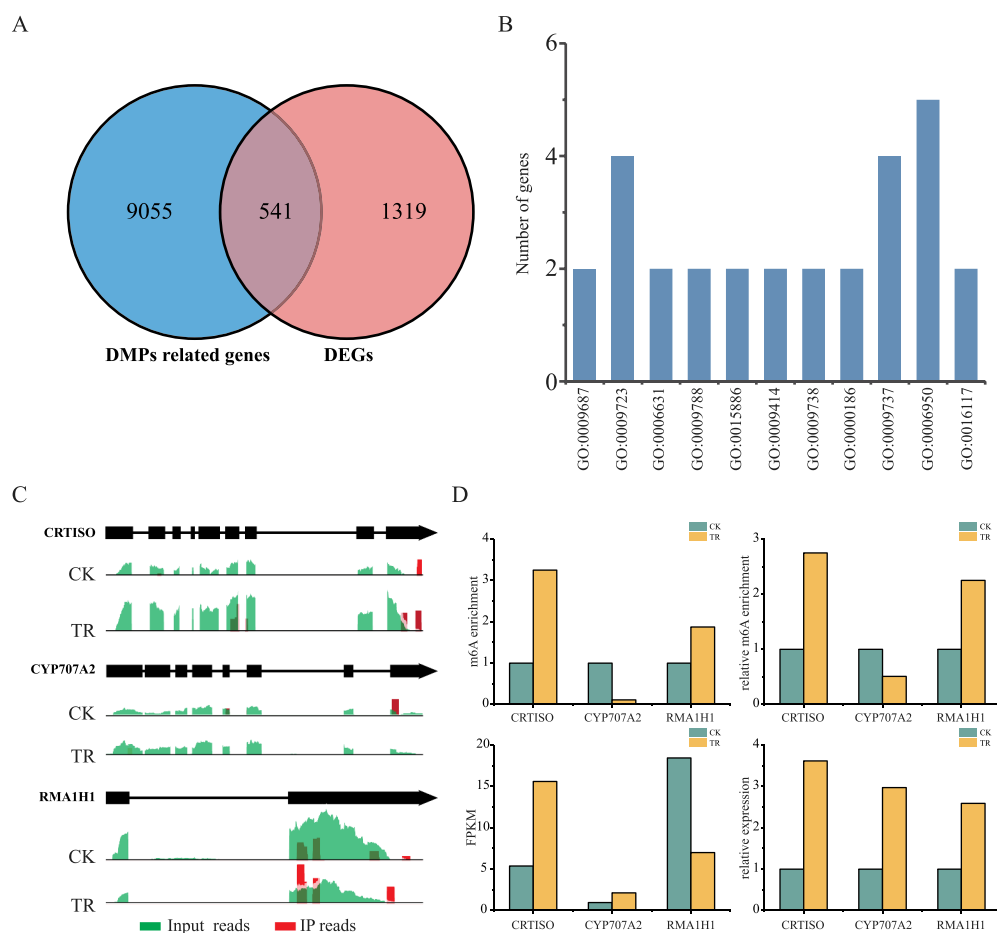 A
9055
541
1319
DMPs related genes
DEGs
B
Number of genes
6
4
2
0
GO:0009687
GO:0009723
GO:0006631
GO:0009788
GO:0015886
GO:0009414
GO:0009738
GO:0000186
GO:0009737
GO:0006950
GO:0016117
C
CRTISO
CK
TR
CYP707A2
CK
TR
RMA1H1
CK
TR
Input reads
IP reads
D
CK
TR
m6A enrichment
4
3
2
1
0
CRTISO
CYP707A2
RMA1H1
CK
TR
relative m6A enrichment
3
2
1
0
CRTISO
CYP707A2
RMA1H1
CK
TR
FPKM
20
15
10
5
0
CRTISO
CYP707A2
RMA1H1
CK
TR
relative expression
4
3
2
1
0
CRTISO
CYP707A2
RMA1H1